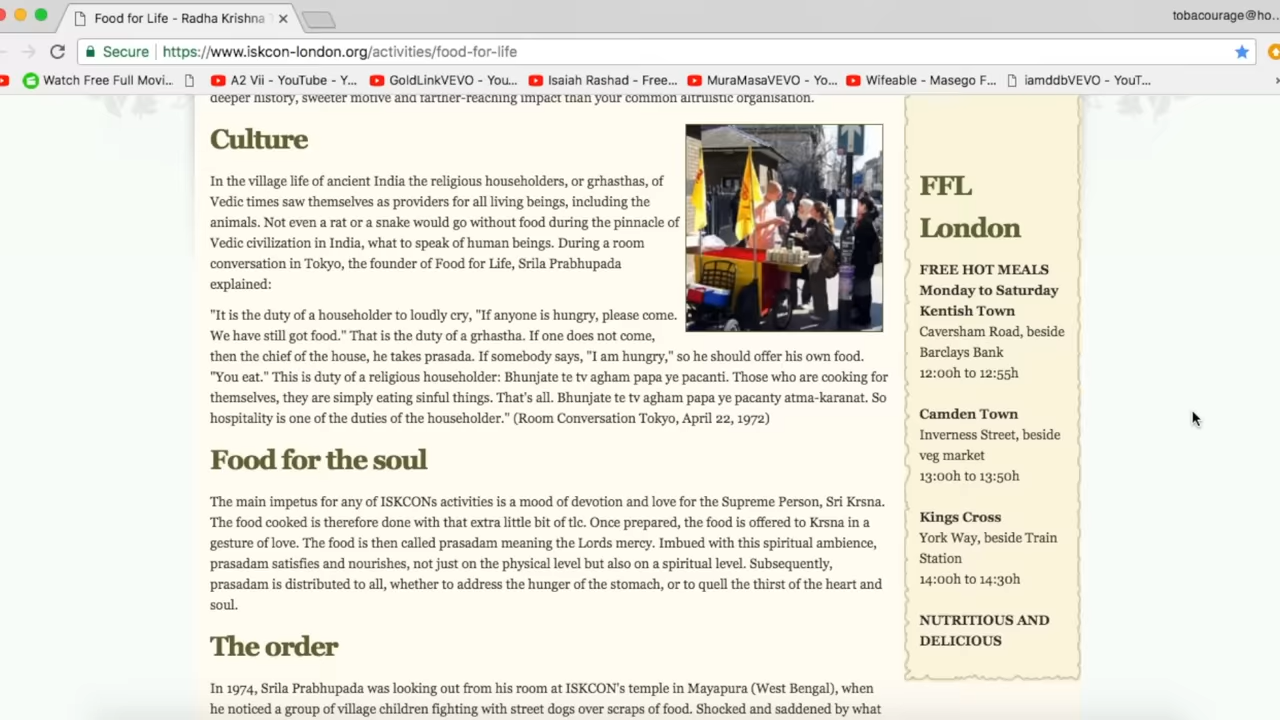 Food for Life - Radha Krishna
tobacourage@ho...
Secure
https://www.iskcon-london.org/activities/food-for-life
Watch Free Full Movi...
A2 Vii - YouTube - Y...
GoldLinkVEVO - You...
Isaiah Rashad - Free...
MuraMasaVEVO - Yo...
Wifeable - Masego F...
iamddbVEVO - YouT...
deeper history, sweeter motive and farther-reaching impact than your common altruistic organisation.
Culture
In the village life of ancient India the religious householders, or grhasthas, of
Vedic times saw themselves as providers for all living beings, including the
animals. Not even a rat or a snake would go without food during the pinnacle of
Vedic civilization in India, what to speak of human beings. During a room
conversation in Tokyo, the founder of Food for Life, Srila Prabhupada
explained:
"It is the duty of a householder to loudly cry, "If anyone is hungry, please come.
We have still got food." That is the duty of a grhastha. If one does not come,
then the chief of the house, he takes prasada. If somebody says, "I am hungry," so he should offer his own food.
"You eat." This is duty of a religious householder: Bhunjate te tv agham papa ye pacanti. Those who are cooking for
themselves, they are simply eating sinful things. That's all. Bhunjate te tv agham papa ye pacanty atma-karanat. So
hospitality is one of the duties of the householder." (Room Conversation Tokyo, April 22, 1972)
Food for the soul
The main impetus for any of ISKCONs activities is a mood of devotion and love for the Supreme Person, Sri Krsna.
The food cooked is therefore done with that extra little bit of tlc. Once prepared, the food is offered to Krsna in a
gesture of love. The food is then called prasadam meaning the Lords mercy. Imbued with this spiritual ambience,
prasadam satisfies and nourishes, not just on the physical level but also on a spiritual level. Subsequently,
prasadam is distributed to all, whether to address the hunger of the stomach, or to quell the thirst of the heart and
soul.
The order
In 1974, Srila Prabhupada was looking out from his room at ISKCON's temple in Mayapura (West Bengal), when
he noticed a group of village children fighting with street dogs over scraps of food. Shocked and saddened by what
FFL
London
FREE HOT MEALS
Monday to Saturday
Kentish Town
Caversham Road, beside
Barclays Bank
12:00h to 12:55h
Camden Town
Inverness Street, beside
veg market
13:00h to 13:50h
Kings Cross
York Way, beside Train
Station
14:00h to 14:30h
NUTRITIOUS AND
DELICIOUS